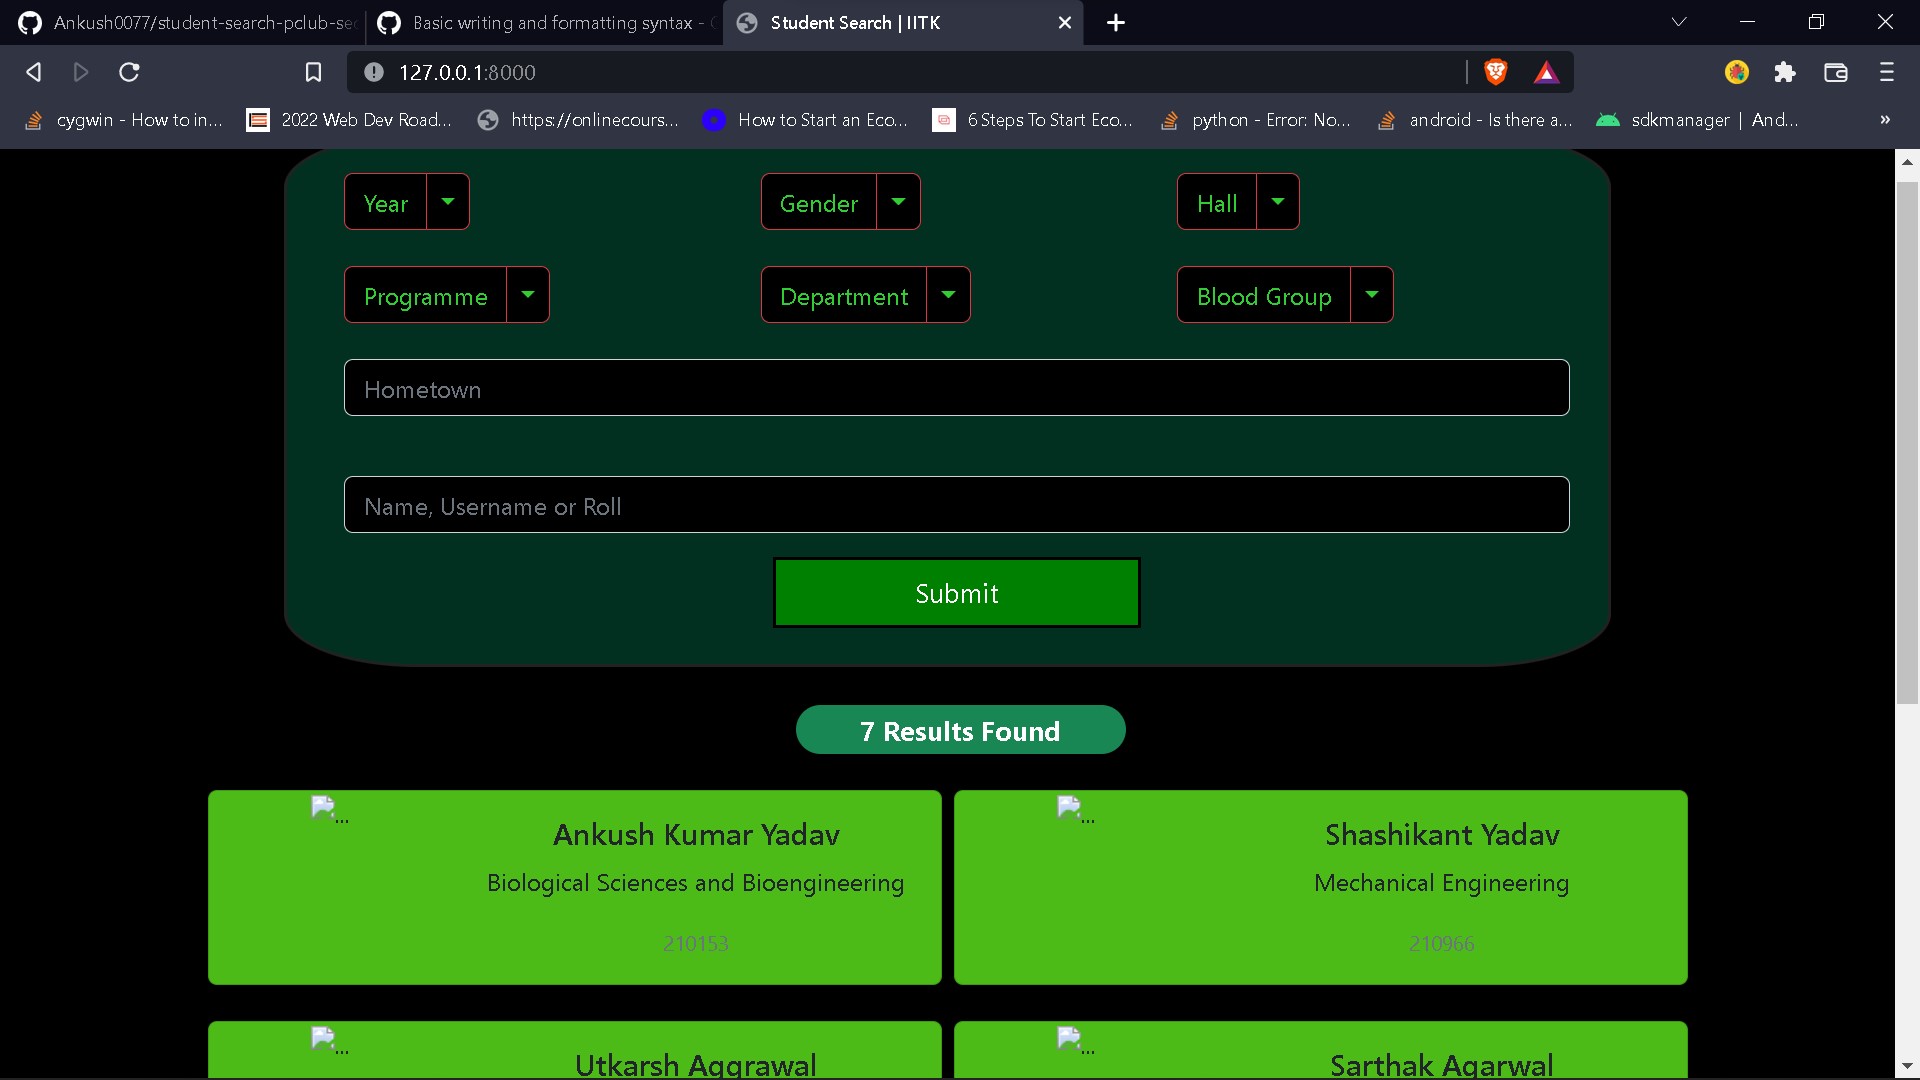 Ankush0077/student-search-pclub-sec
Basic writing and formatting syntax - G
Student Search | IITK
127.0.0.1:8000
cygwin - How to in...
2022 Web Dev Road...
https://onlinecours...
How to Start an Eco...
6 Steps To Start Eco...
python - Error: No...
android - Is there a...
sdkmanager | And...
»
Year
Gender
Hall
Programme
Department
Blood Group
Hometown
Name, Username or Roll
Submit
7 Results Found
...
Ankush Kumar Yadav
Biological Sciences and Bioengineering
210153
...
Shashikant Yadav
Mechanical Engineering
210966
...
Utkarsh Aggrawal
...
Sarthak Agarwal